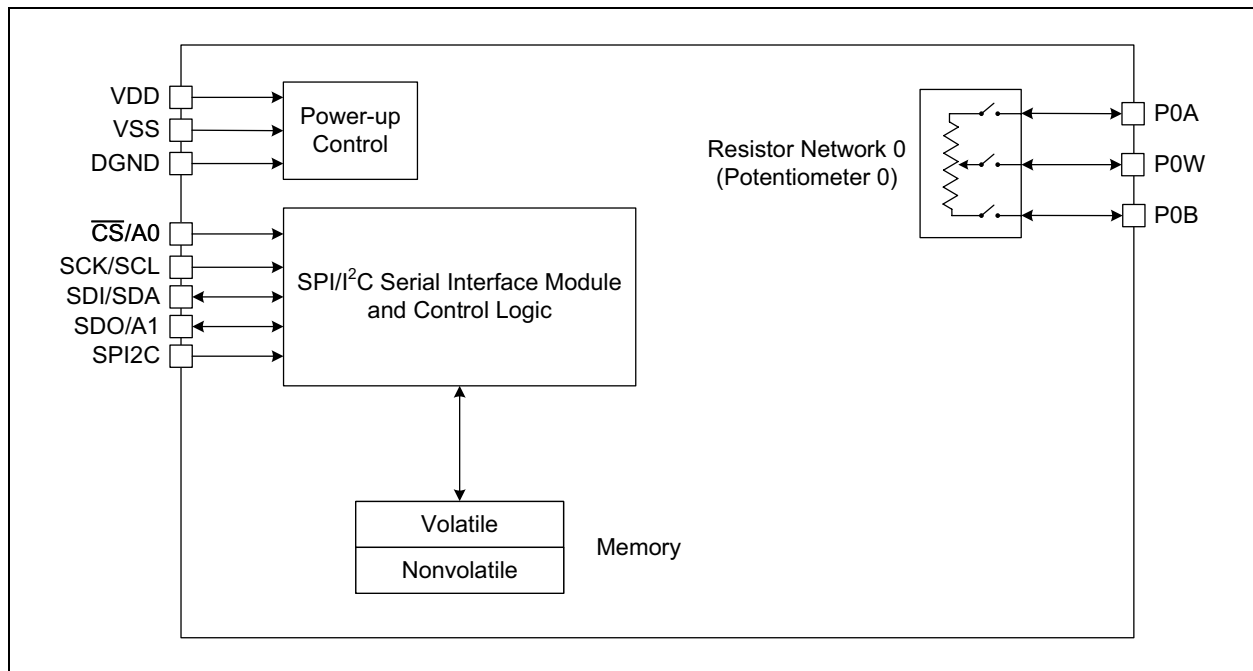 VDD
VSS
DGND
Power-up
Control
CS/A0
SCK/SCL
SDI/SDA
SDO/A1
SPI2C
SPI/I²C Serial Interface Module
and Control Logic
Volatile
Nonvolatile
Memory
Resistor Network 0
(Potentiometer 0)
P0A
P0W
P0B